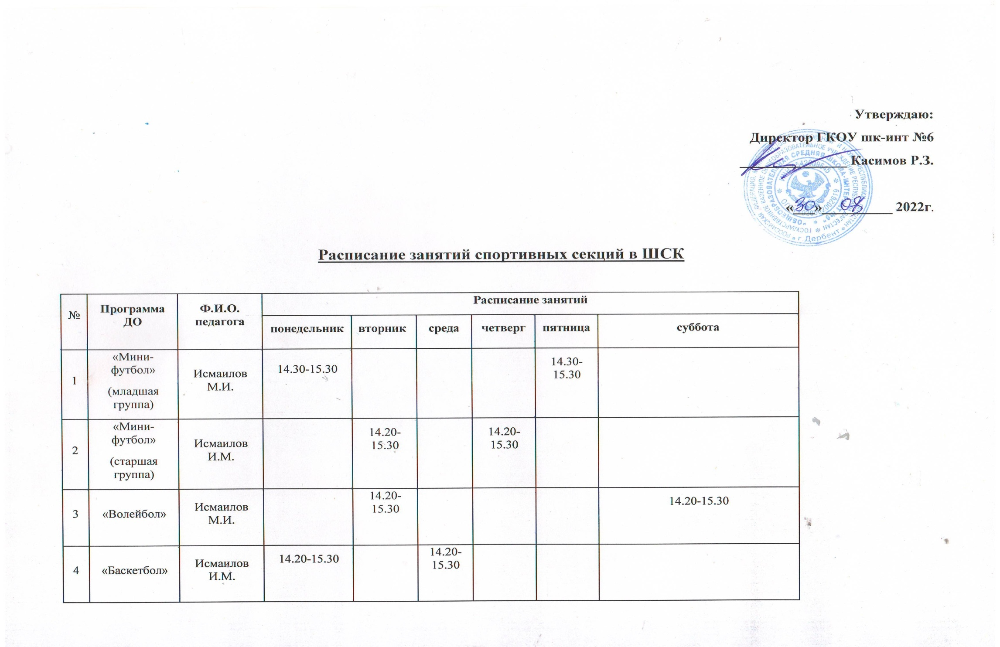 Утверждаю:
Директор ГКОУ шк-инт №6
Касимов Р.З.
«30» 08 2022г.
Расписание занятий спортивных секций в ШСК
№
Программа
ДО
Ф.И.О.
педагога
Расписание занятий
понедельник вторник среда четверг пятница суббота
1
«Мини-
футбол»
(младшая
группа)
Исмаилов
М.И.
14.30-15.30
14.30-
15.30
2
«Мини-
футбол»
(старшая
группа)
Исмаилов
И.М.
14.20-
15.30
14.20-
15.30
3
«Волейбол»
Исмаилов
М.И.
14.20-
15.30
14.20-15.30
4
«Баскетбол»
Исмаилов
И.М.
14.20-15.30
14.20-
15.30
г. Дербент